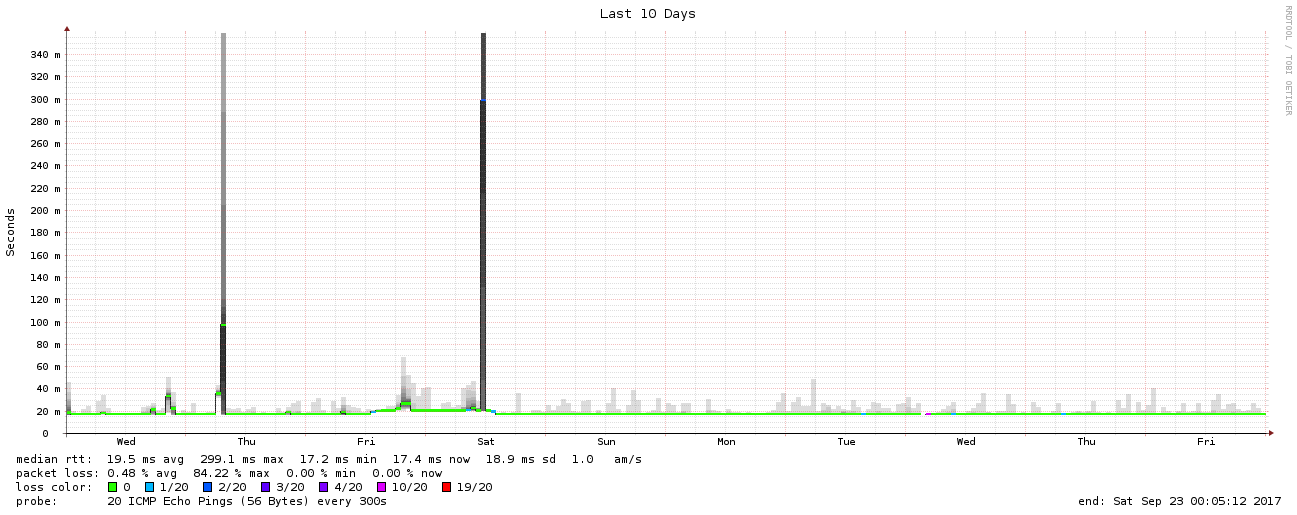 Last 10 Days
RRDTOOL / TOBI OETIKER
Seconds
340 m
320 m
300 m
280 m
260 m
240 m
220 m
200 m
180 m
160 m
140 m
120 m
100 m
80 m
60 m
40 m
20 m
0
Wed Thu Fri Sat Sun Mon Tue Wed Thu Fri
median rtt: 19.5 ms avg 299.1 ms max 17.2 ms min 17.4 ms now 18.9 ms sd 1.0 am/s
packet loss: 0.48 % avg 84.22 % max 0.00 % min 0.00 % now
loss color: 0 1/20 2/20 3/20 4/20 10/20 19/20
probe: 20 ICMP Echo Pings (56 Bytes) every 300s end: Sat Sep 23 00:05:12 2017